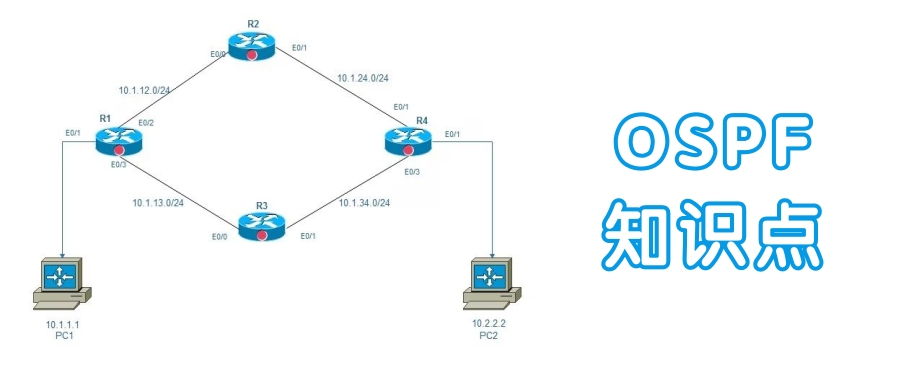 R2
E0/0
E0/1
10.1.12.0/24
10.1.24.0/24
R1
E0/2
E0/1
E0/3
E0/1
R4
E0/1
E0/3
10.1.13.0/24
10.1.34.0/24
R3
E0/0
E0/1
10.1.1.1
PC1
10.2.2.2
PC2
OSPF
知识点